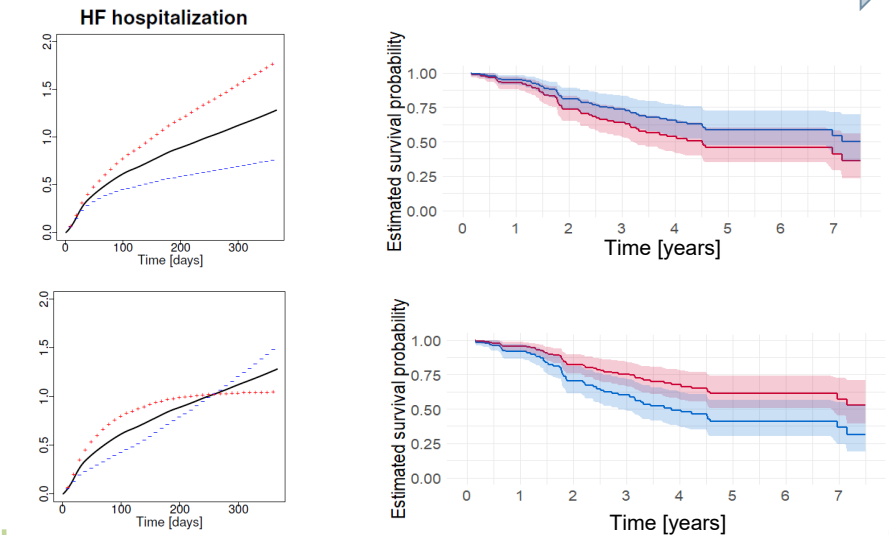 HF hospitalization
0.0 0.5 1.0 1.5 2.0
0 100 200 300
Time [days]
Estimated survival probability
1.00
0.75
0.50
0.25
0.00
0 1 2 3 4 5 6 7
Time [years]
0.0 0.5 1.0 1.5 2.0
0 100 200 300
Time [days]
Estimated survival probability
1.00
0.75
0.50
0.25
0.00
0 1 2 3 4 5 6 7
Time [years]